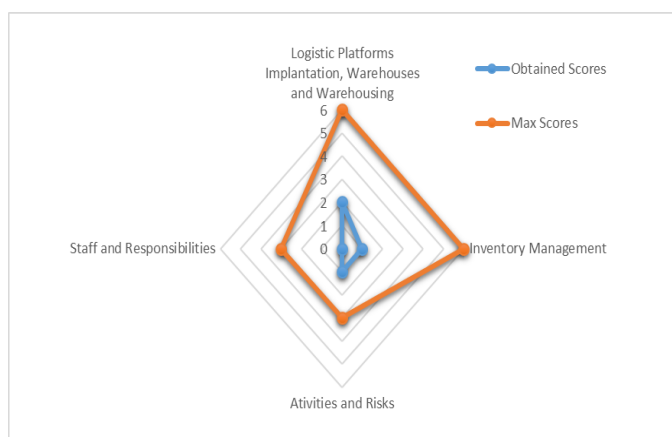 Logistic Platforms
Implantation, Warehouses
and Warehousing
Obtained Scores
Max Scores
6
5
4
3
2
1
0
Staff and Responsibilities
Inventory Management
Ativities and Risks